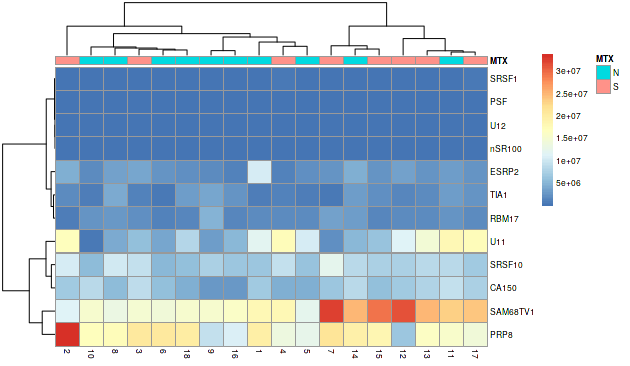 MTX
SRSF1
PSF
U12
nSR100
ESRP2
TIA1
RBM17
U11
SRSF10
CA150
SAM68TV1
PRP8
2 10 8 3 6 18 9 16 1 4 5 7 14 15 12 13 11 17
3e+07
2.5e+07
2e+07
1.5e+07
1e+07
5e+06
MTX
N
S